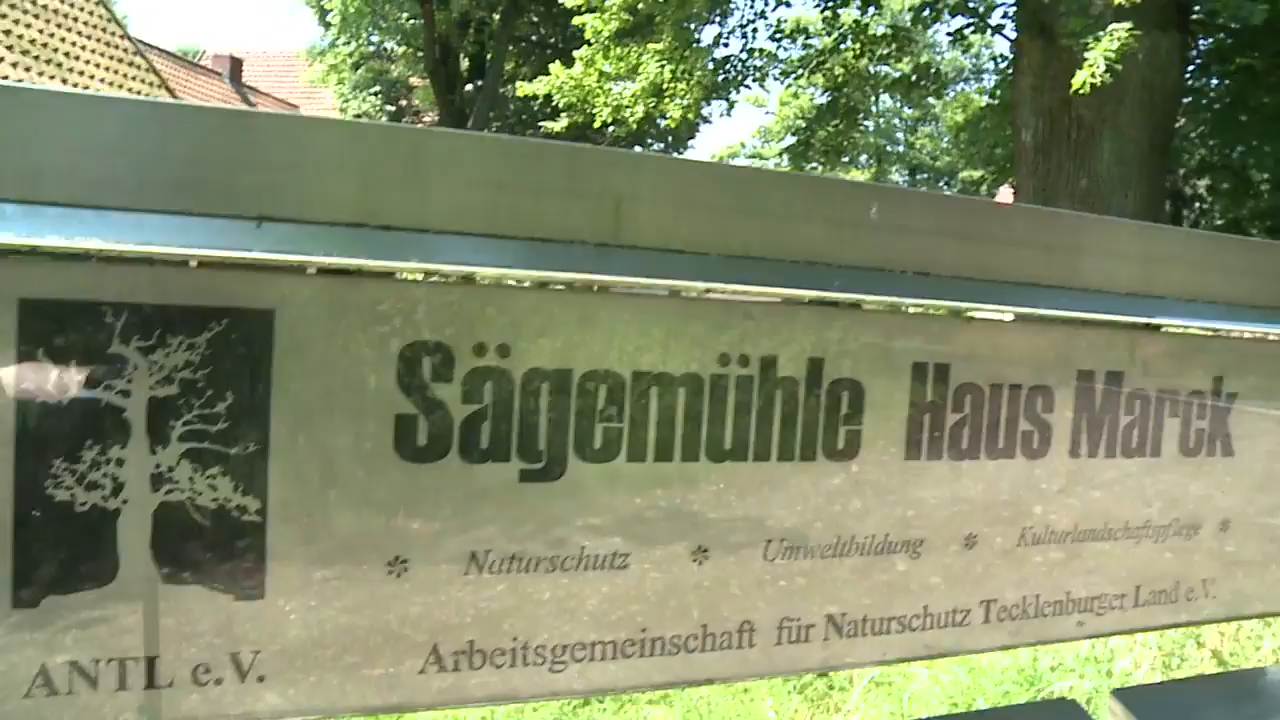 Sägemühle Haus Marck
* Naturschutz * Umweltbildung * Kulturlandschaftspflege *
Arbeitsgemeinschaft für Naturschutz Tecklenburger Land e.V.
ANTL e.V.